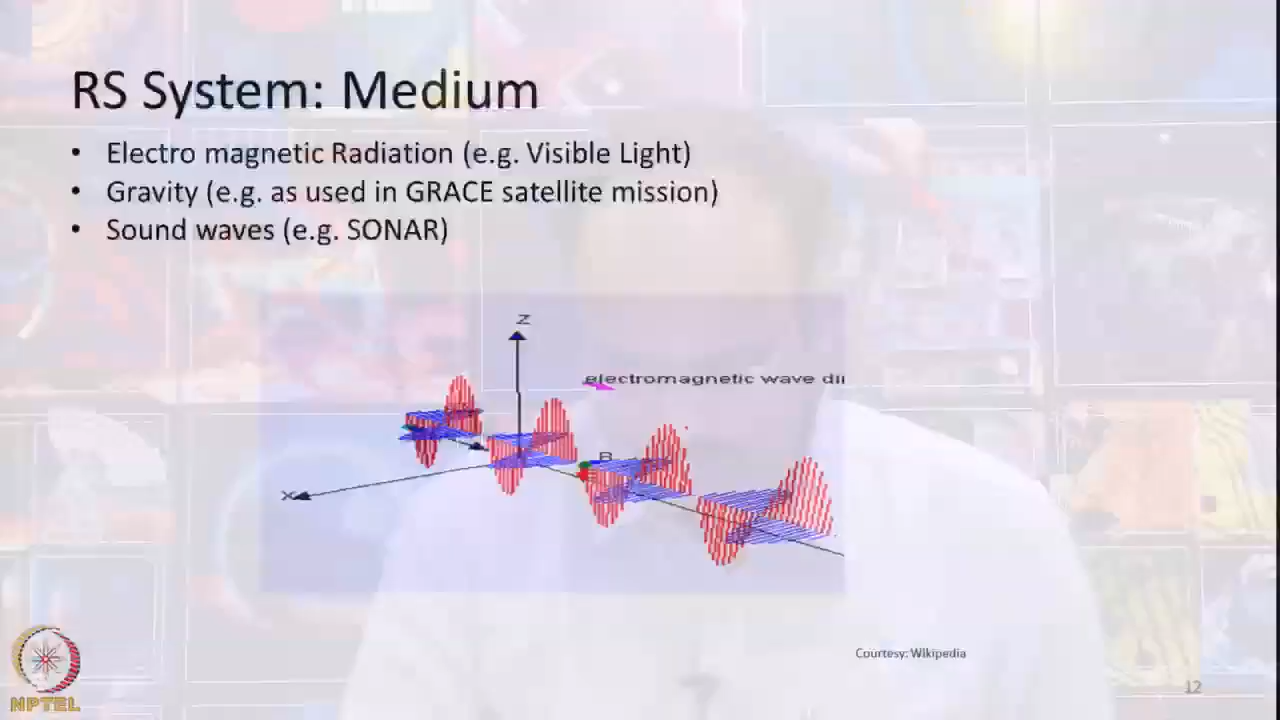 RS System: Medium
• Electro magnetic Radiation (e.g. Visible Light)
• Gravity (e.g. as used in GRACE satellite mission)
• Sound waves (e.g. SONAR)
Z
electromagnetic wave dii
B
X
Courtesy: Wikipedia
12
NPTEL